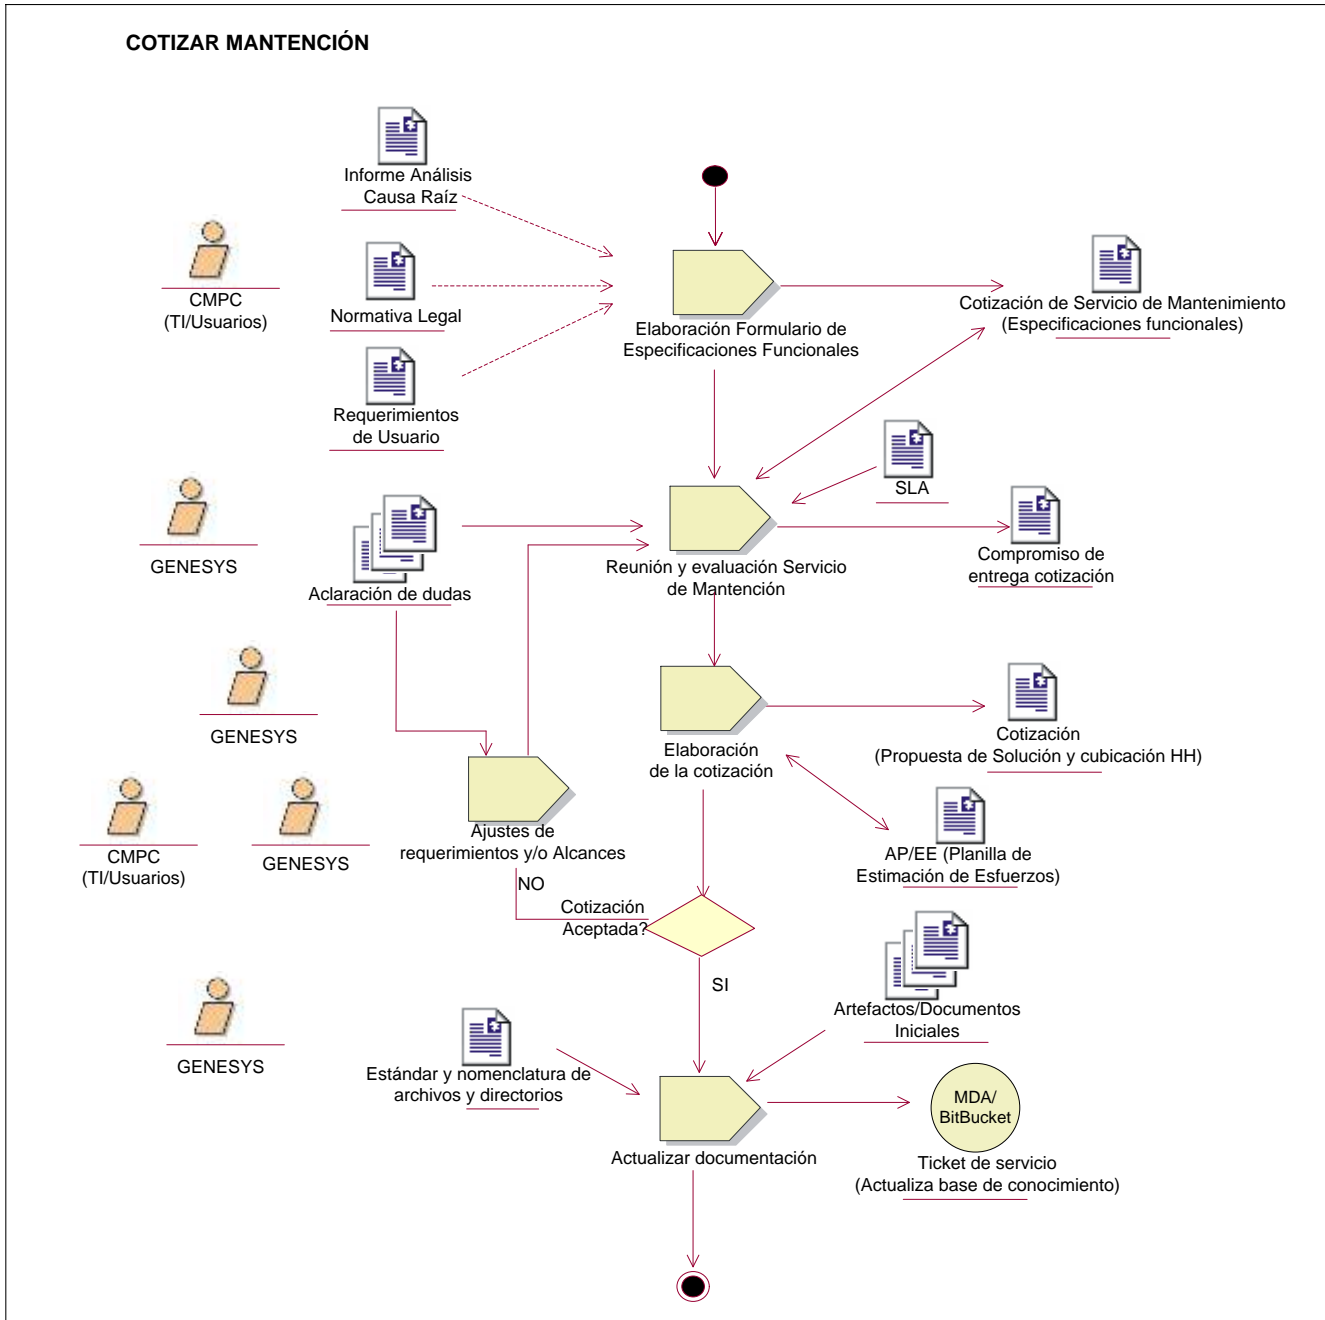 COTIZAR MANTENCIÓN
Informe Análisis
Causa Raíz
CMPC
(TI/Usuarios)
Normativa Legal
Elaboración Formulario de
Especificaciones Funcionales
Cotización de Servicio de Mantenimiento
(Especificaciones funcionales)
Requerimientos
de Usuario
SLA
GENESYS
Aclaración de dudas
Reunión y evaluación Servicio
de Mantención
Compromiso de
entrega cotización
GENESYS
Elaboración
de la cotización
Cotización
(Propuesta de Solución y cubicación HH)
CMPC
(TI/Usuarios)
GENESYS
Ajustes de
requerimientos y/o Alcances
AP/EE (Planilla de
Estimación de Esfuerzos)
NO
Cotización
Aceptada?
SI
Artefactos/Documentos
Iniciales
GENESYS
Estándar y nomenclatura de
archivos y directorios
MDA/
BitBucket
Actualizar documentación
Ticket de servicio
(Actualiza base de conocimiento)